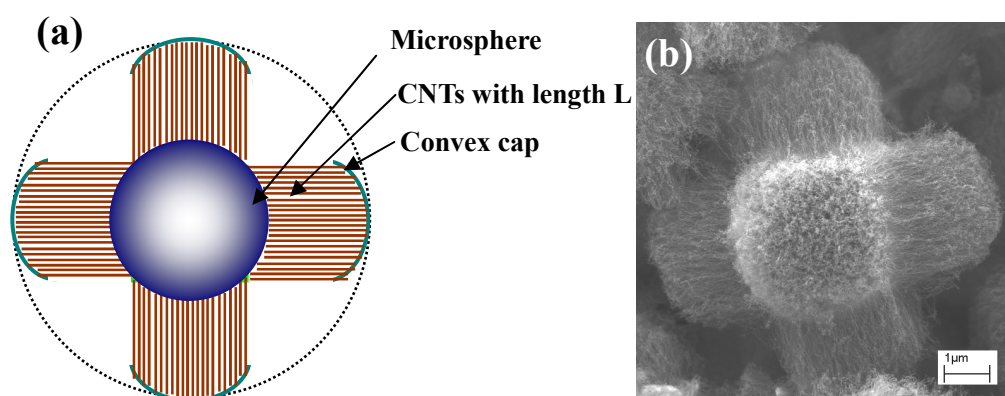 (a)
Microsphere
CNTs with length L
Convex cap
(b)
1µm